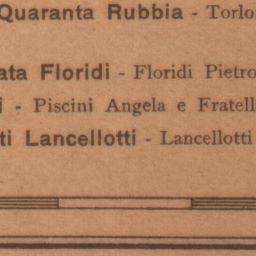 Quaranta Rubbia - Torlo
ata Floridi - Floridi Pietro
i - Piscini Angela e Fratell
ti Lancellotti - Lancellotti